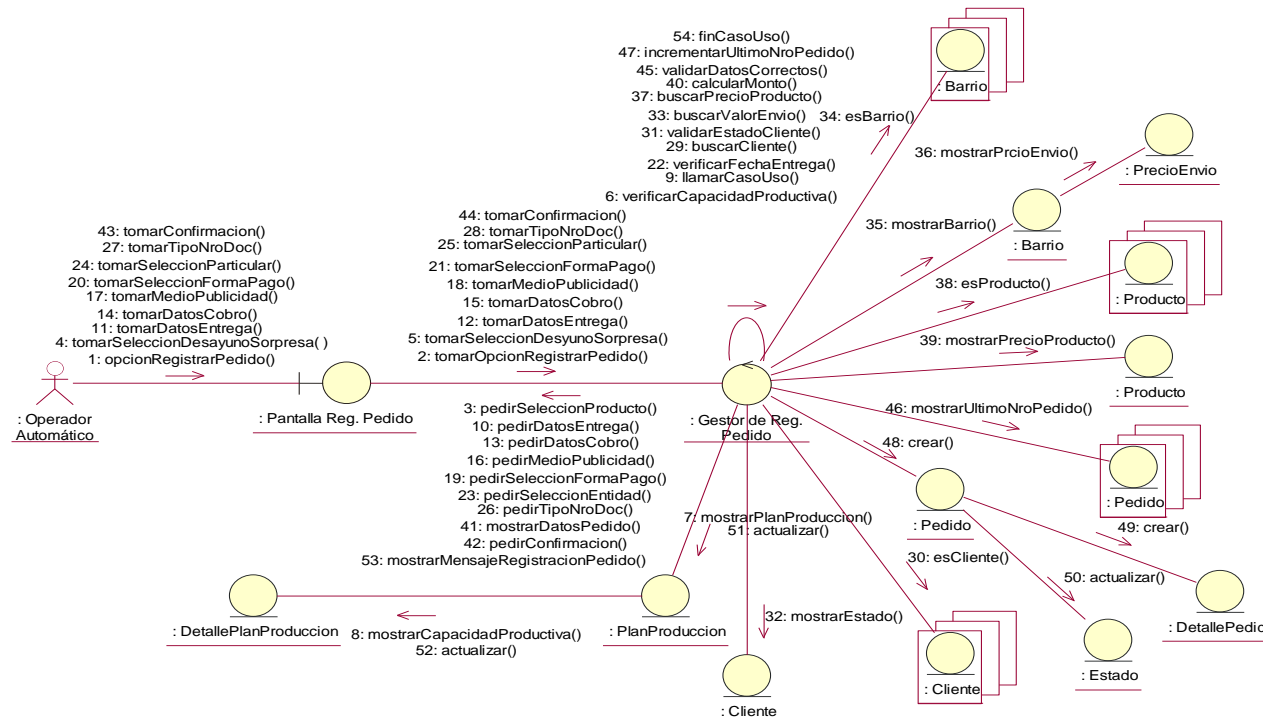 54: finCasoUso()
47: incrementarUltimoNroPedido()
45: validarDatosCorrectos()
40: calcularMonto()
37: buscarPrecioProducto()
33: buscarValorEnvio()
31: validarEstadoCliente()
29: buscarCliente()
22: verificarFechaEntrega()
9: llamarCasoUso()
6: verificarCapacidadProductiva()
34: esBarrio()
: Barrio
36: mostrarPrcioEnvio()
: PrecioEnvio
35: mostrarBarrio()
: Barrio
38: esProducto()
: Producto
39: mostrarPrecioProducto()
: Producto
43: tomarConfirmacion()
27: tomarTipoNroDoc()
24: tomarSeleccionParticular()
20: tomarSeleccionFormaPago()
17: tomarMedioPublicidad()
14: tomarDatosCobro()
11: tomarDatosEntrega()
4: tomarSeleccionDesayunoSorpresa( )
1: opcionRegistrarPedido()
44: tomarConfirmacion()
28: tomarTipoNroDoc()
25: tomarSeleccionParticular()
21: tomarSeleccionFormaPago()
18: tomarMedioPublicidad()
15: tomarDatosCobro()
12: tomarDatosEntrega()
5: tomarSeleccionDesyunoSorpresa()
2: tomarOpcionRegistrarPedido()
: Operador
Automático
: Pantalla Reg. Pedido
: Gestor de Reg.
Pedido
3: pedirSeleccionProducto()
10: pedirDatosEntrega()
13: pedirDatosCobro()
16: pedirMedioPublicidad()
19: pedirSeleccionFormaPago()
23: pedirSeleccionEntidad()
26: pedirTipoNroDoc()
41: mostrarDatosPedido()
42: pedirConfirmacion()
53: mostrarMensajeRegistracionPedido()
46: mostrarUltimoNroPedido()
: Pedido
48: crear()
: Pedido
49: crear()
: DetallePedic
50: actualizar()
: Estado
7: mostrarPlanProduccion()
51: actualizar()
30: esCliente()
: Cliente
32: mostrarEstado()
: Cliente
: PlanProduccion
: DetallePlanProduccion
8: mostrarCapacidadProductiva()
52: actualizar()